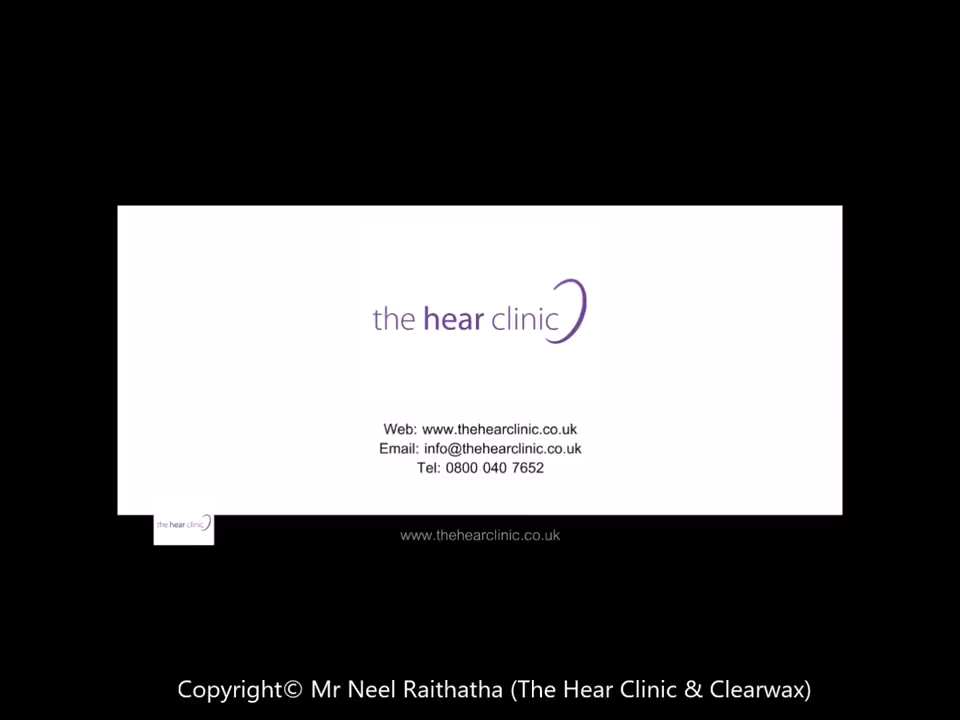 the hear clinic
Web: www.thehearclinic.co.uk
Email: info@thehearclinic.co.uk
Tel: 0800 040 7652
the hear clinic
www.thehearclinic.co.uk
Copyright© Mr Neel Raithatha (The Hear Clinic & Clearwax)